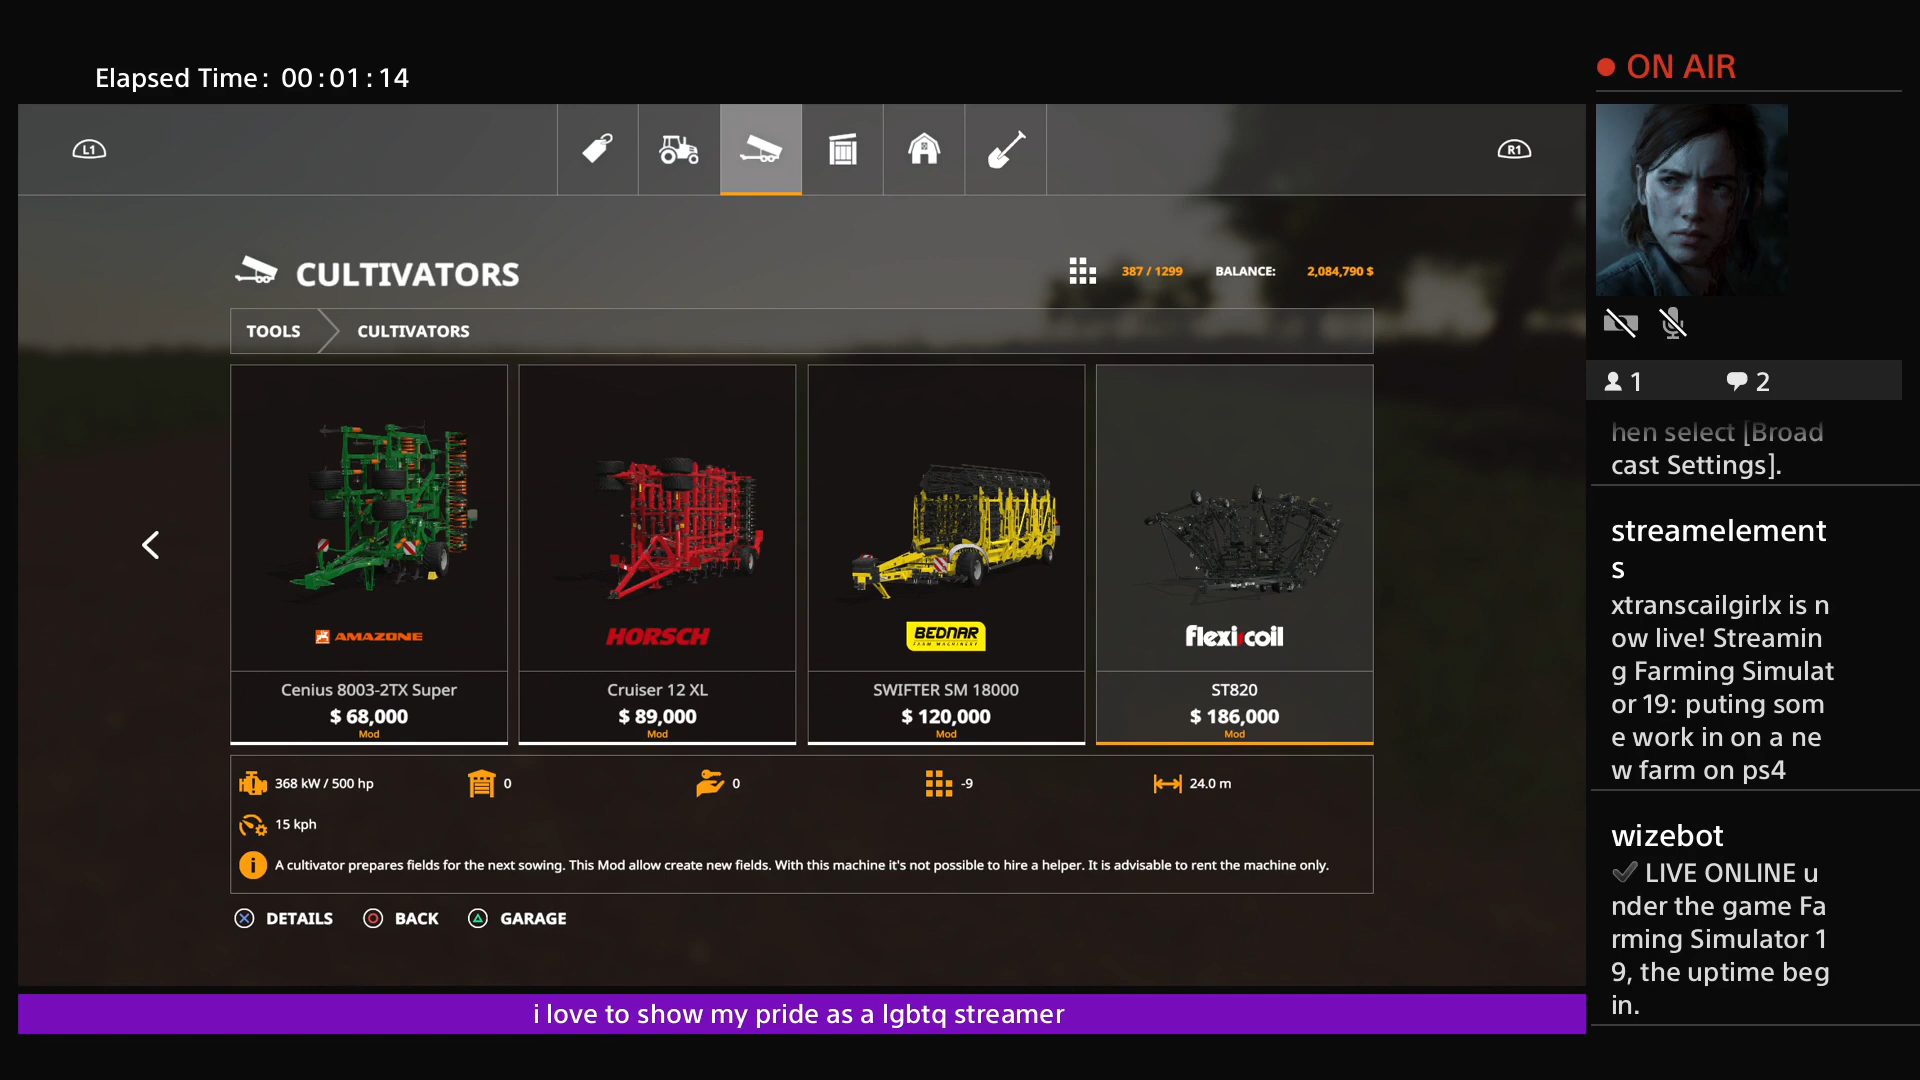 Elapsed Time: 00:01:14
ON AIR
L1
R1
CULTIVATORS
387 / 1299
BALANCE:
2,084,790 $
TOOLS
CULTIVATORS
AMAZONE
HORSCH
BEDNAR
FARM MACHINERY
flexi coil
Cenius 8003-2TX Super
$ 68,000
Mod
Cruiser 12 XL
$ 89,000
Mod
SWIFTER SM 18000
$ 120,000
Mod
ST820
$ 186,000
Mod
368 kW / 500 hp
0
0
-9
24.0 m
15 kph
A cultivator prepares fields for the next sowing. This Mod allow create new fields. With this machine it's not possible to hire a helper. It is advisable to rent the machine only.
DETAILS
BACK
GARAGE
i love to show my pride as a lgbtq streamer
1
2
hen select [Broad
cast Settings].
streamelement
s
xtranscailgirlx is n
ow live! Streamin
g Farming Simulat
or 19: puting som
e work in on a ne
w farm on ps4
wizebot
✔ LIVE ONLINE u
nder the game Fa
rming Simulator 1
9, the uptime beg
in.